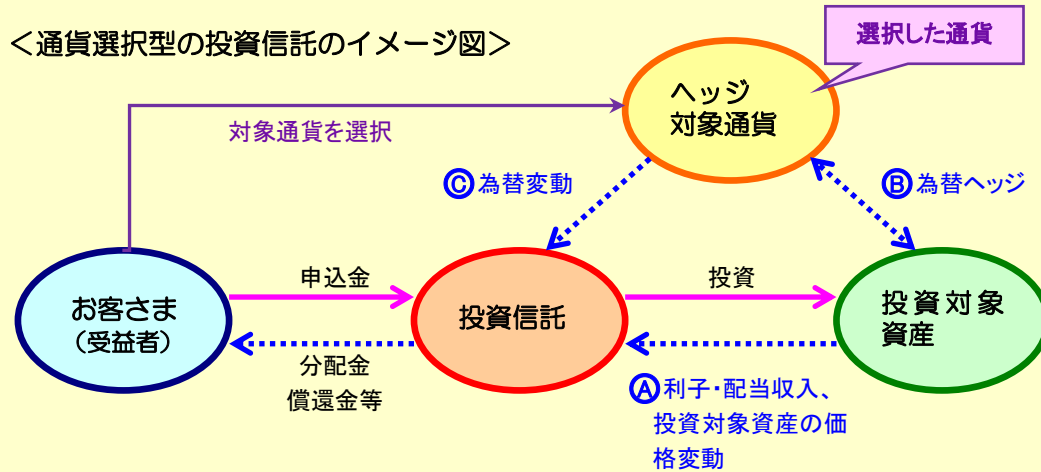 ＜通貨選択型の投資信託のイメージ図＞
選択した通貨
ヘッジ
対象通貨
対象通貨を選択
Ⓒ為替変動
Ⓑ為替ヘッジ
お客さま
（受益者）
申込金
投資信託
投資
投資対象
資産
分配金
償還金等
Ⓐ利子・配当収入、
投資対象資産の価
格変動